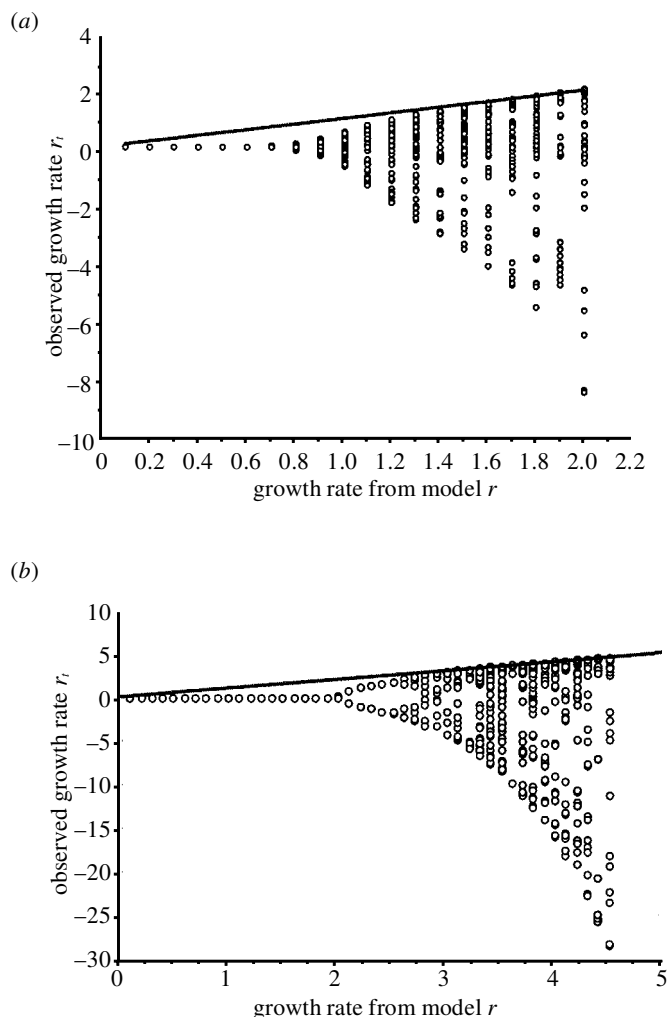 (a)
4
2
0
−2
−4
−6
−8
−10
observed growth rate rt
0 0.2 0.4 0.6 0.8 1.0 1.2 1.4 1.6 1.8 2.0 2.2
growth rate from model r
(b)
10
5
0
−5
−10
−15
−20
−25
−30
observed growth rate rt
0 1 2 3 4 5
growth rate from model r